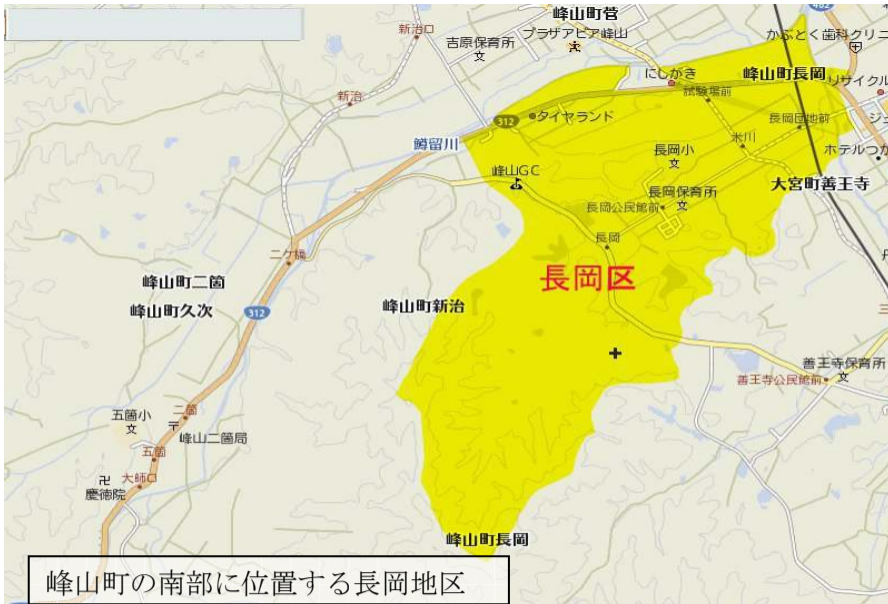 峰山町菅
482
新治口
吉原保育所
プラザアピア峰山
かぶとく歯科クリニ
にしがき
峰山町長岡
リサイクル
新治
試験場前
312
タイヤランド
長岡団地前
ジュ
鱒留川
長岡小
米川
ホテルつか
峰山GC
大宮町善王寺
長岡保育所
長岡公民館前
長岡
二ケ橋
長岡区
峰山町二箇
峰山町新治
峰山町久次
312
善王寺保育所
善王寺公民館前
五箇小
二箇
峰山二箇局
五箇
大師口
慶徳院
峰山町長岡
峰山町の南部に位置する長岡地区